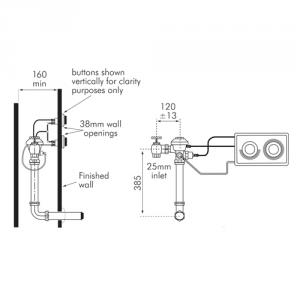 160
min
buttons shown
vertically for clarity
purposes only
38mm wall
openings
Finished
wall
120
±13
25mm
inlet
385